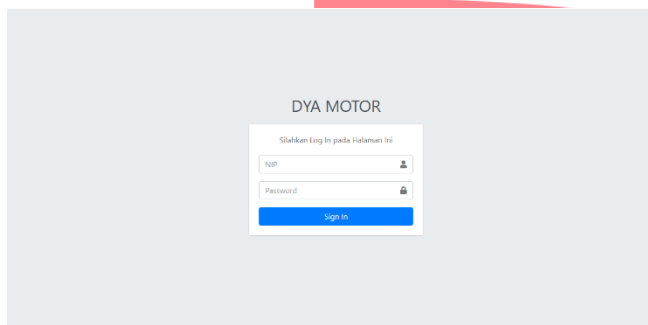 DYA MOTOR
Silahkan Log In pada Halaman Ini
NIP
Password
Sign In